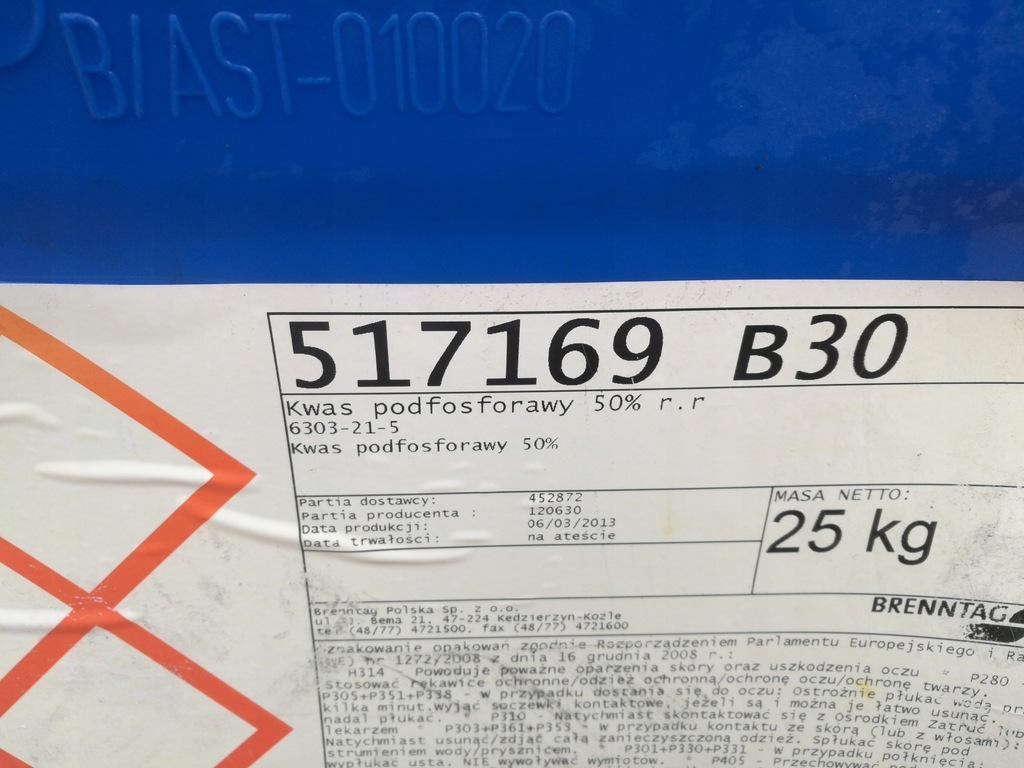 B/AST-010020
517169 B30
Kwas podfosforawy 50% r.r
6303-21-5
Kwas podfosforawy 50%
Partia dostawcy: 452872
Partia producenta : 120630
Data produkcji: 06/03/2013
Data trwałości: na ateście
MASA NETTO:
25 kg
Brenntag Polska Sp. z o.o.
Bema 21, 47-224 Kędzierzyn-Koźle
(48/77) 4721500, fax (48/77) 4721600
BRENNTAG
oznakowanie opakowań zgodnie Rozporządzeniem Parlamentu Europejskiego i
nr 1272/2008 z dnia 16 grudnia 2008 r.:
H314 - Powoduje poważne oparzenia skóry oraz uszkodzenia oczu ° P280 -
Stosować rękawice ochronne/odzież ochronną/ochronę oczu/ochronę twarzy.
P305+P351+P338 - w przypadku dostania się do oczu: Ostrożnie płukać wodą
kilka minut.Wyjąć soczewki kontaktowe, jeżeli są i można je łatwo usunąć.
nadal płukać. ° P310 - Natychmiast skontaktować się z ośrodkiem zatruć lub
lekarzem P303+P361+P353 - w przypadku kontaktu ze skórą (lub z włosami):
Natychmiast usunąć/zdjąć całą zanieczyszczoną odzież. Spłukać skórę pod
strumieniem wody/prysznicem. P301+P330+P331 - w przypadku połknięcia:
wypłukać usta. NIE wywoływać wymiotów. ° P405 - Przechowywać pod